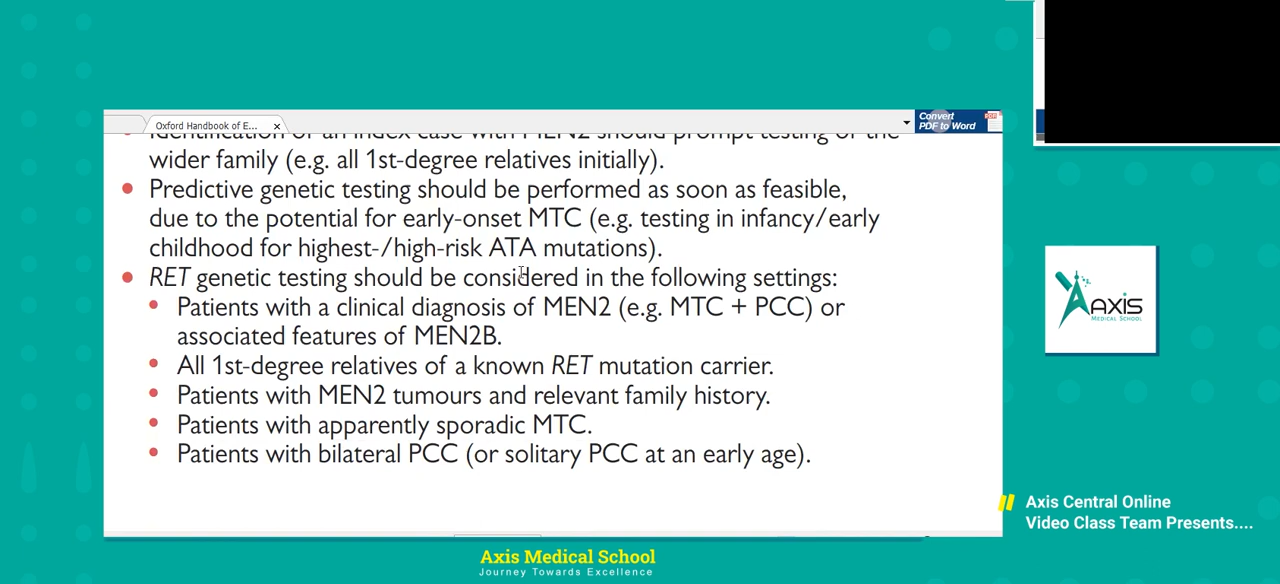 Oxford Handbook of E...
Convert
PDF to Word
Identification of an index case with MEN2 should prompt testing of the
wider family (e.g. all 1st-degree relatives initially).
• Predictive genetic testing should be performed as soon as feasible,
due to the potential for early-onset MTC (e.g. testing in infancy/early
childhood for highest-/high-risk ATA mutations).
• RET genetic testing should be considered in the following settings:
• Patients with a clinical diagnosis of MEN2 (e.g. MTC + PCC) or
associated features of MEN2B.
• All 1st-degree relatives of a known RET mutation carrier.
• Patients with MEN2 tumours and relevant family history.
• Patients with apparently sporadic MTC.
• Patients with bilateral PCC (or solitary PCC at an early age).
AXIS
MEDICAL SCHOOL
Axis Central Online
Video Class Team Presents....
Axis Medical School
Journey Towards Excellence